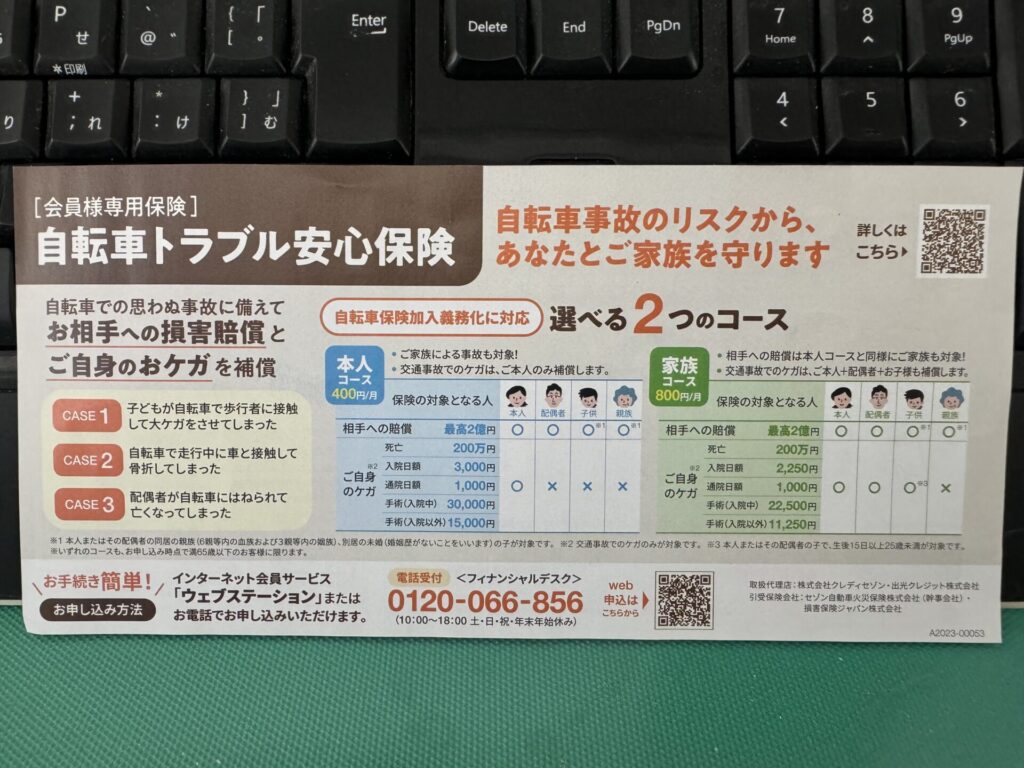 P
せ
*印刷
@ ゛
{ 「
[ 。
Enter
Delete
End
PgDn
7
Home
8
9
PgUp
り
+
; れ
*
: け
} 」
] む
4
5
6
[会員様専用保険]
自転車トラブル安心保険
自転車事故のリスクから、
あなたとご家族を守ります
詳しくは
こちら
自転車での思わぬ事故に備えて
お相手への損害賠償と
ご自身のおケガを補償
CASE 1 子どもが自転車で歩行者に接触
して大ケガをさせてしまった
CASE 2 自転車で走行中に車と接触して
骨折してしまった
CASE 3 配偶者が自転車にはねられて
亡くなってしまった
自転車保険加入義務化に対応 選べる2つのコース
本人
コース
400円/月
・ご家族による事故も対象!
・交通事故でのケガは、ご本人のみ補償します。
保険の対象となる人 本人 配偶者 子供 親族
相手への賠償 最高2億円 ○ ○ ○※1 ○※1
※2
ご自身
のケガ
死亡 200万円
入院日額 3,000円
通院日額 1,000円 ○ × × ×
手術(入院中) 30,000円
手術(入院以外) 15,000円
家族
コース
800円/月
・相手への賠償は本人コースと同様にご家族も対象!
・交通事故でのケガは、ご本人+配偶者+お子様も補償します。
保険の対象となる人 本人 配偶者 子供 親族
相手への賠償 最高2億円 ○ ○ ○※1 ○※1
※2
ご自身
のケガ
死亡 200万円
入院日額 2,250円
通院日額 1,000円 ○ ○ ○※3 ×
手術(入院中) 22,500円
手術(入院以外) 11,250円
※1 本人またはその配偶者の同居の親族(6親等内の血族および3親等内の姻族)、別居の未婚(婚姻歴がないことをいいます)の子が対象です。 ※2 交通事故でのケガのみが対象です。 ※3 本人またはその配偶者の子で、生後15日以上25歳未満が対象です。
※いずれのコースも、お申し込み時点で満65歳以下のお客様に限ります。
お手続き簡単!
お申し込み方法
インターネット会員サービス
「ウェブステーション」または
お電話でお申し込みいただけます。
電話受付 <フィナンシャルデスク>
0120-066-856
(10:00〜18:00 土・日・祝・年末年始休み)
web
申込は
こちらから
取扱代理店:株式会社クレディセゾン・出光クレジット株式会社
引受保険会社:セゾン自動車火災保険株式会社(幹事会社)・
損害保険ジャパン株式会社
A2023-00053